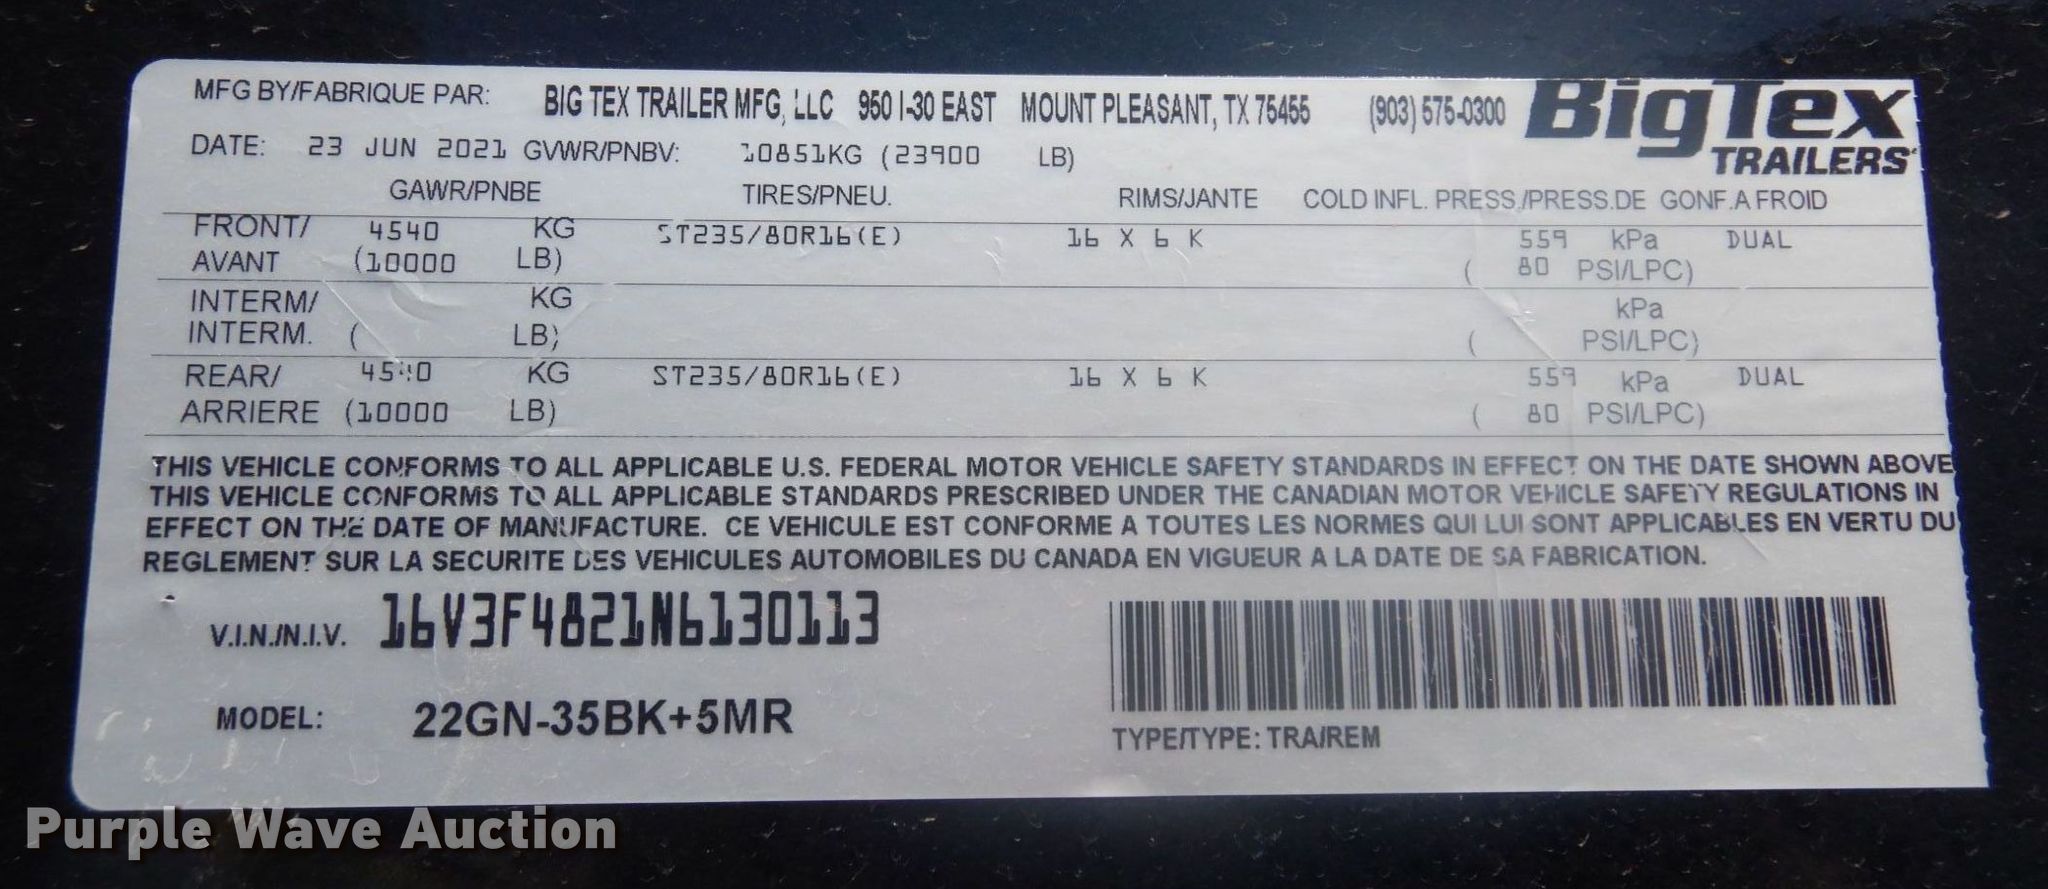 MFG BY/FABRIQUE PAR: BIG TEX TRAILER MFG, LLC 950 I-30 EAST MOUNT PLEASANT, TX 75455 (903) 575-0300 BigTex TRAILERS
DATE: 23 JUN 2021 GVWR/PNBV: 10851KG (23900 LB)
GAWR/PNBE TIRES/PNEU. RIMS/JANTE COLD INFL. PRESS./PRESS.DE GONF.A FROID
FRONT/ 4540 KG ST235/80R16(E) 16 X 6 K 559 kPa DUAL
AVANT (10000 LB) ( 80 PSI/LPC)
INTERM/ KG kPa
INTERM. ( LB) ( PSI/LPC)
REAR/ 4540 KG ST235/80R16(E) 16 X 6 K 559 kPa DUAL
ARRIERE (10000 LB) ( 80 PSI/LPC)
THIS VEHICLE CONFORMS TO ALL APPLICABLE U.S. FEDERAL MOTOR VEHICLE SAFETY STANDARDS IN EFFECT ON THE DATE SHOWN ABOVE
THIS VEHICLE CONFORMS TO ALL APPLICABLE STANDARDS PRESCRIBED UNDER THE CANADIAN MOTOR VEHICLE SAFETY REGULATIONS IN
EFFECT ON THE DATE OF MANUFACTURE. CE VEHICULE EST CONFORME A TOUTES LES NORMES QUI LUI SONT APPLICABLES EN VERTU DU
REGLEMENT SUR LA SECURITE DES VEHICULES AUTOMOBILES DU CANADA EN VIGUEUR A LA DATE DE SA FABRICATION.
V.I.N./N.I.V. 16V3F4821N6130113
MODEL: 22GN-35BK+5MR
TYPE/TYPE: TRA/REM
Purple Wave Auction